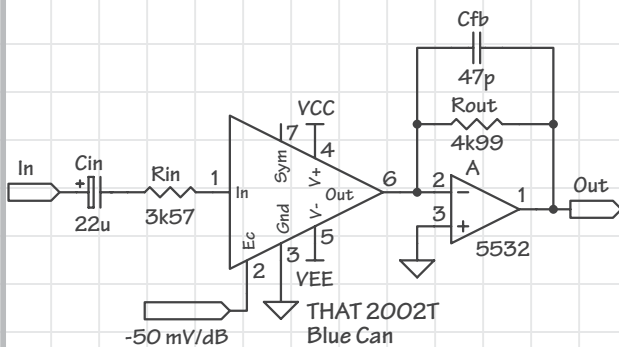 Cfb
47p
Rout
4k99
VCC
7
4
Sym
V+
In
Cin
+
22u
Rin
3k57
1
In
Out
6
Gnd
V-
Ec
2
3
5
VEE
A
2
-
3
+
1
5532
Out
-50 mV/dB
THAT 2002T
Blue Can